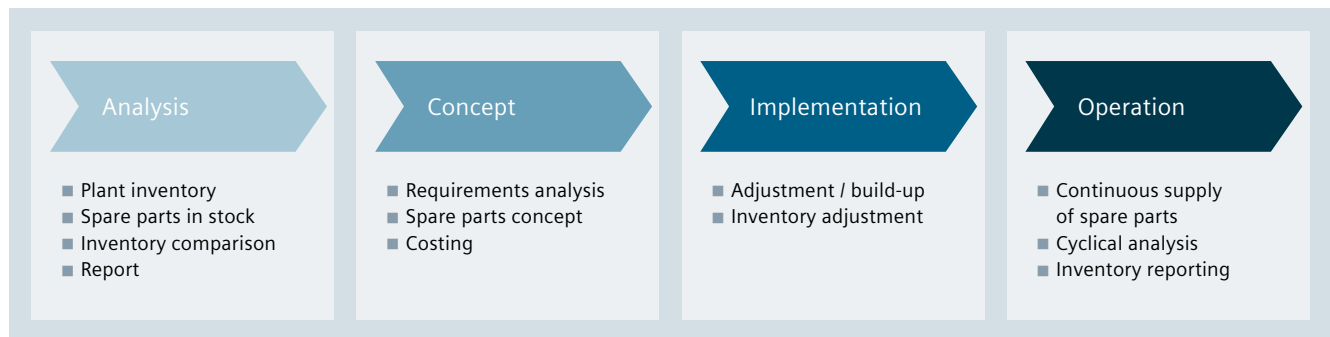 Analysis
Plant inventory
Spare parts in stock
Inventory comparison
Report
Concept
Requirements analysis
Spare parts concept
Costing
Implementation
Adjustment / build-up
Inventory adjustment
Operation
Continuous supply
of spare parts
Cyclical analysis
Inventory reporting